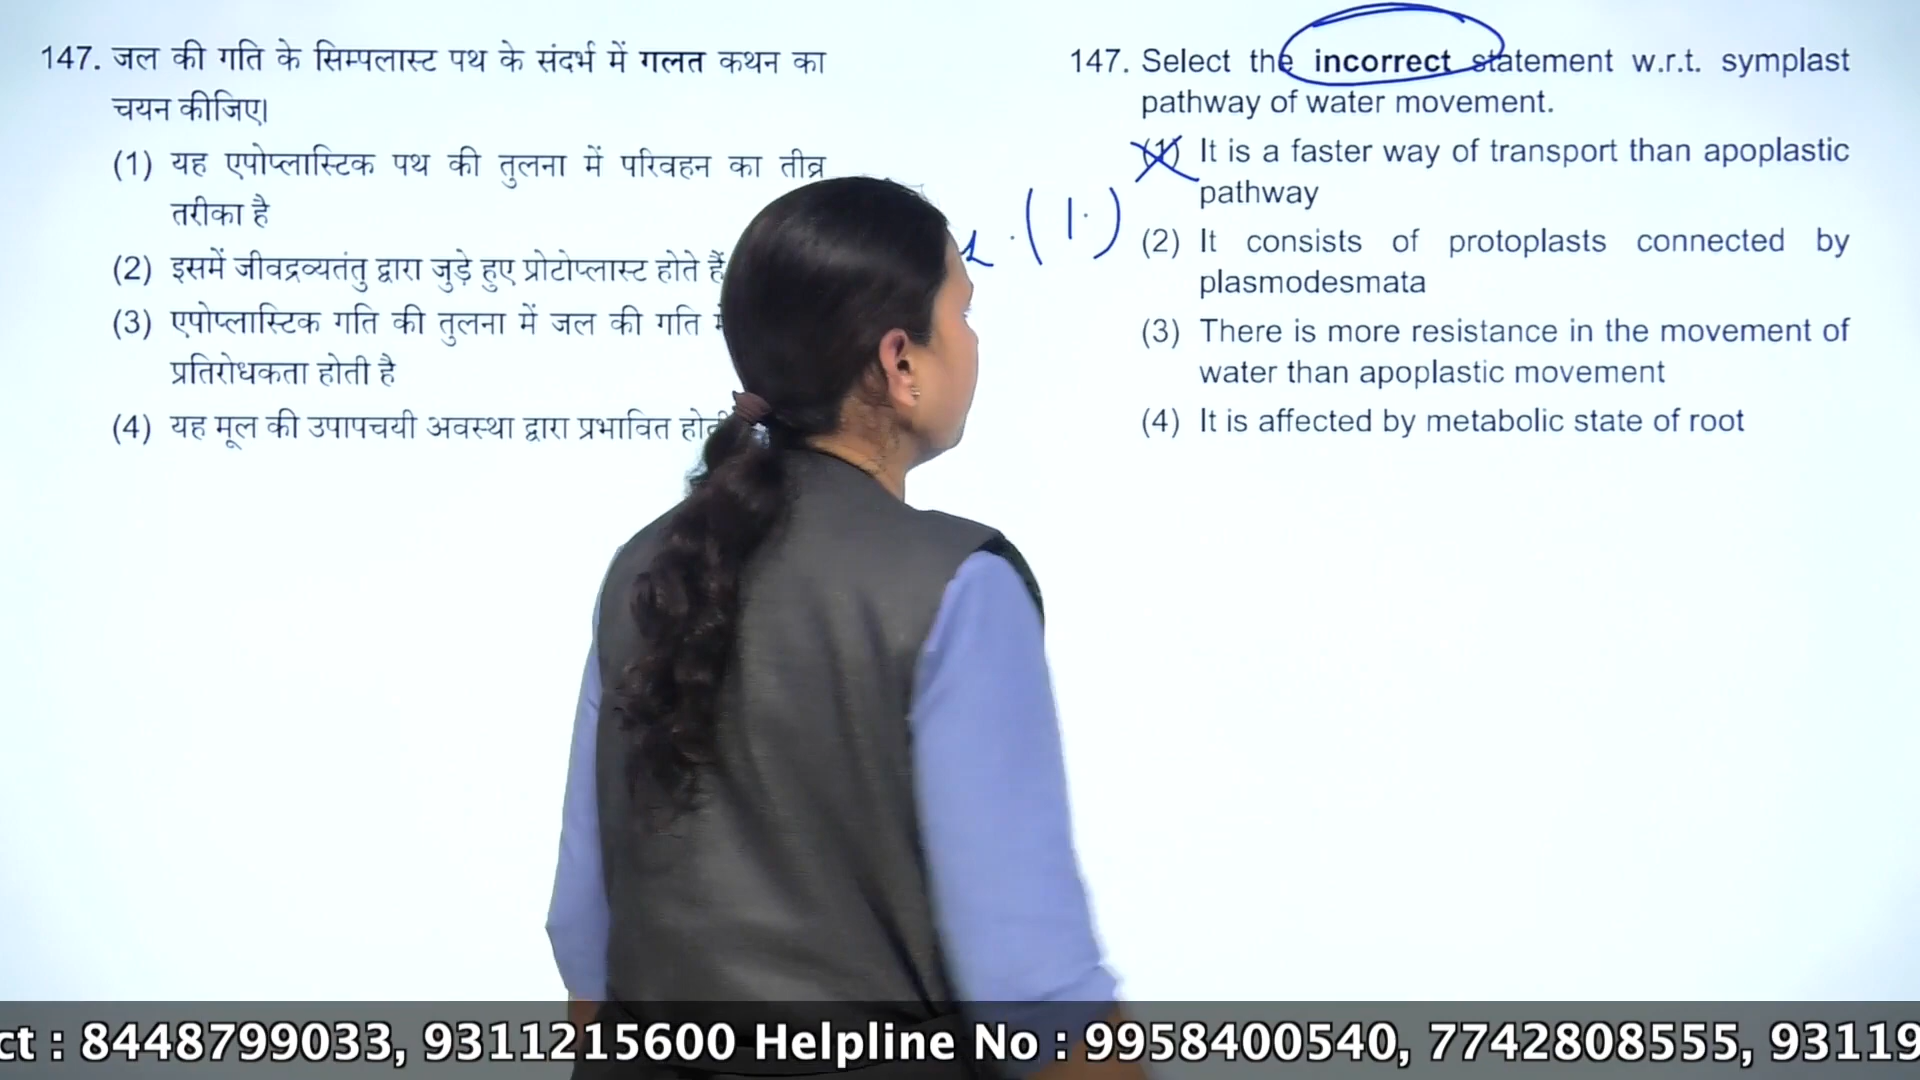 147. जल की गति के सिम्पलास्ट पथ के संदर्भ में गलत कथन का
चयन कीजिए।
(1) यह एपोप्लास्टिक पथ की तुलना में परिवहन का तीव्र
तरीका है
(2) इसमें जीवद्रव्यतंतु द्वारा जुड़े हुए प्रोटोप्लास्ट होते हैं
(3) एपोप्लास्टिक गति की तुलना में जल की गति
प्रतिरोधकता होती है
(4) यह मूल की उपापचयी अवस्था द्वारा प्रभावित
(1.)
147. Select the incorrect statement w.r.t. symplast
pathway of water movement.
(1) It is a faster way of transport than apoplastic
pathway
(2) It consists of protoplasts connected by
plasmodesmata
(3) There is more resistance in the movement of
water than apoplastic movement
(4) It is affected by metabolic state of root
ct : 8448799033, 9311215600 Helpline No : 9958400540, 7742808555, 93119